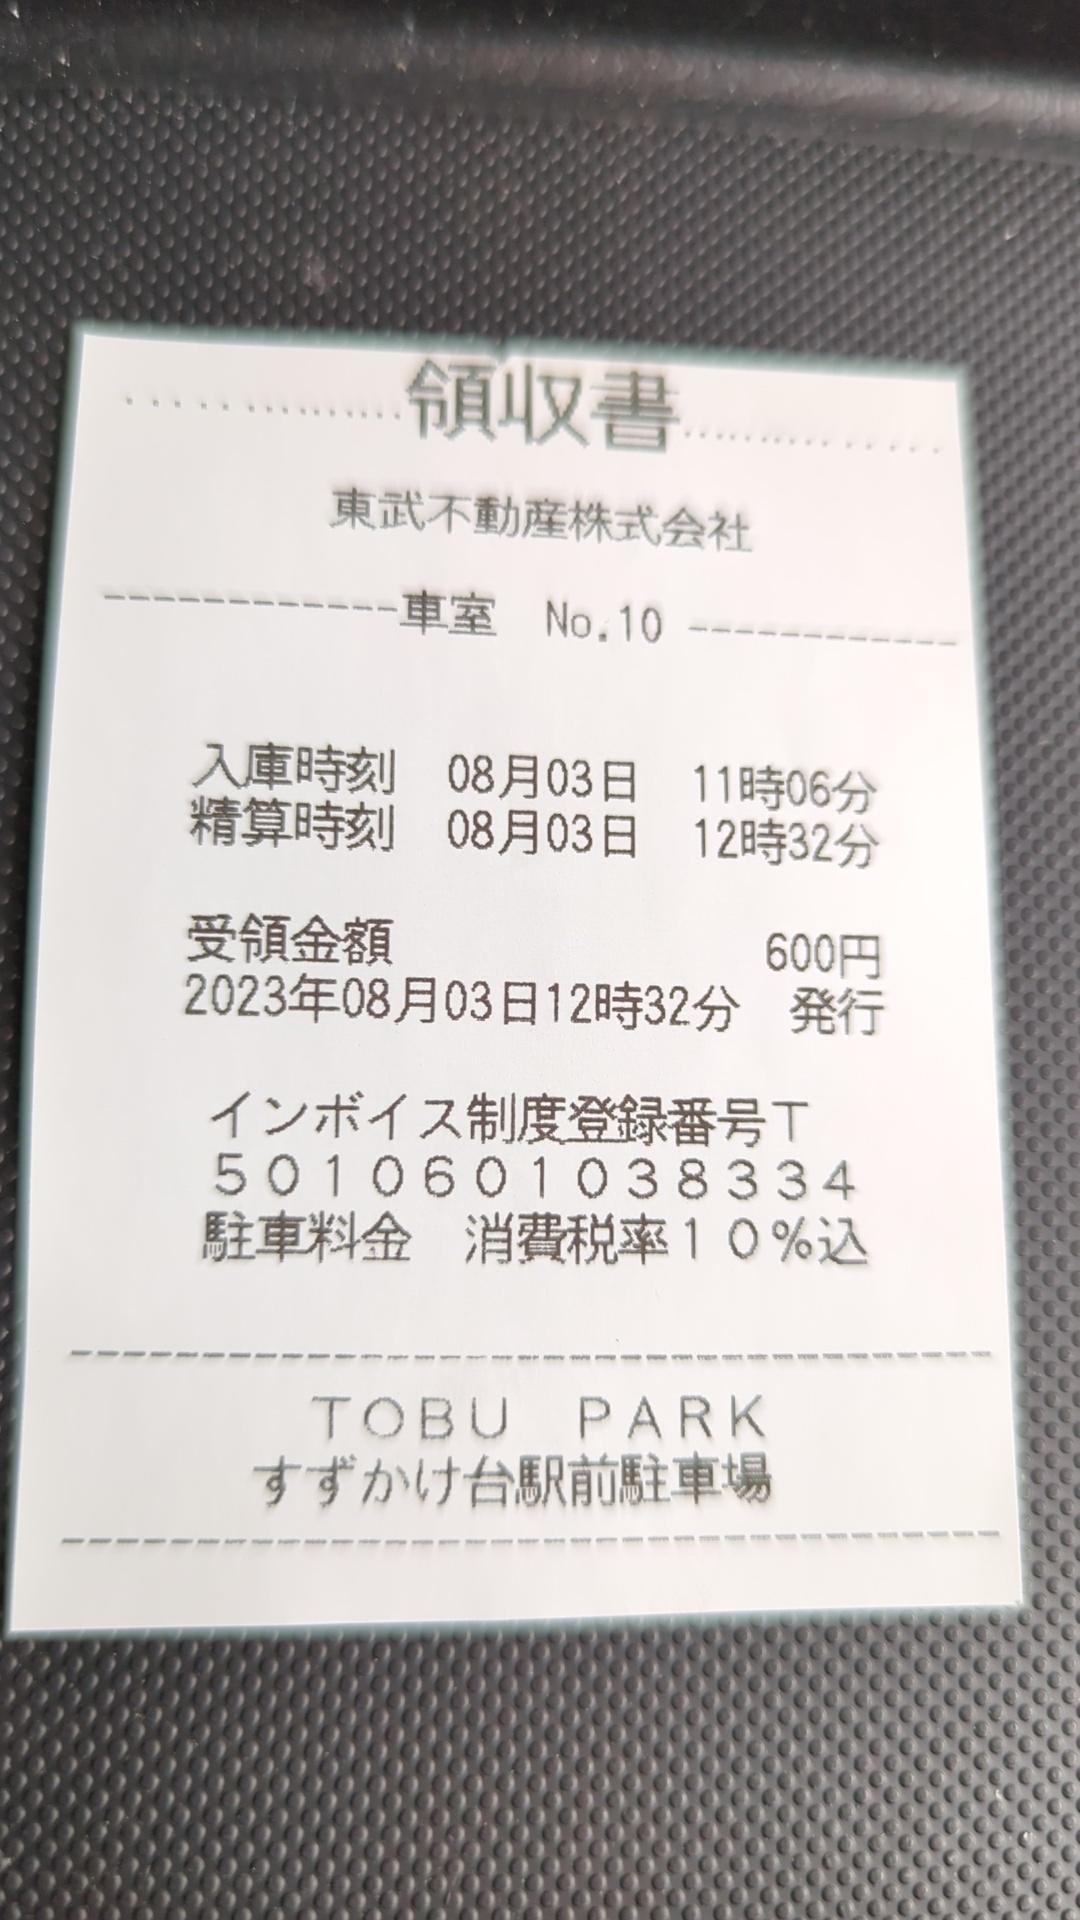 領収書
東武不動産株式会社
車室 No.10
入庫時刻 08月03日 11時06分
精算時刻 08月03日 12時32分
受領金額 600円
2023年08月03日12時32分 発行
インボイス制度登録番号T
5010601038334
駐車料金 消費税率10%込
TOBU PARK
すずかけ台駅前駐車場